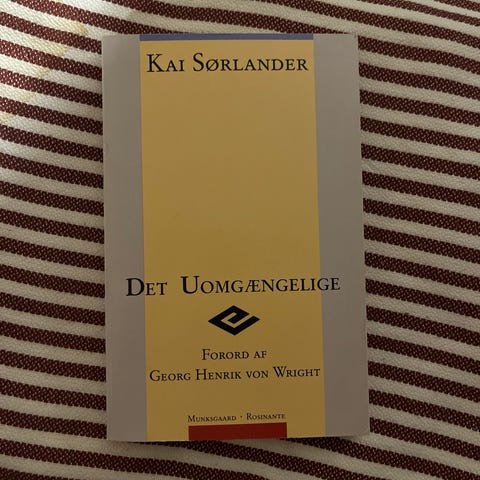 Kai Sørlander
Det Uomgængelige
Forord af
Georg Henrik von Wright
Munksgaard · Rosinante